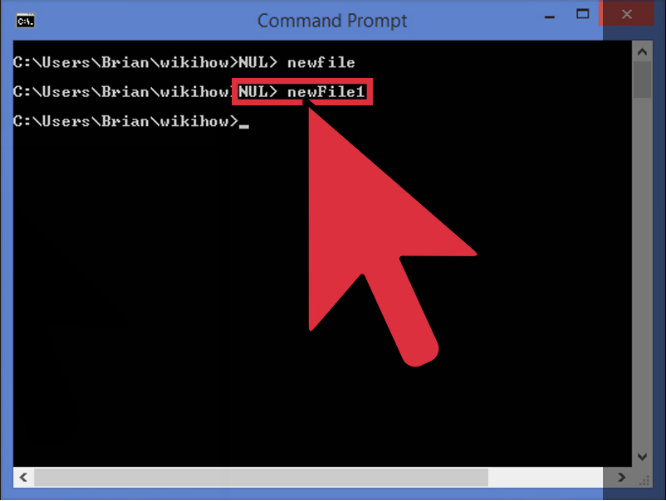 C:\.
Command Prompt
C:\Users\Brian\wikihow>NUL> newfile
C:\Users\Brian\wikihow>NUL> newFile1
C:\Users\Brian\wikihow>_